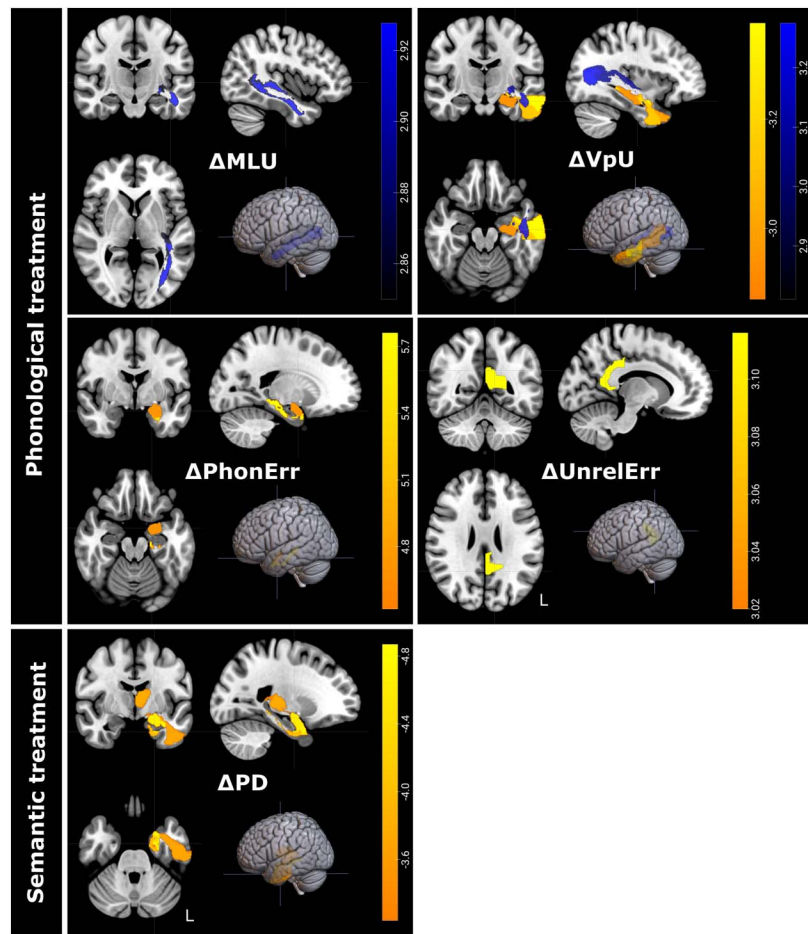 Phonological treatment
ΔMLU
2.92
2.90
2.88
2.86
ΔVpU
-3.2
-3.0
3.2
3.1
3.0
2.9
ΔPhonErr
5.7
5.4
5.1
4.8
ΔUnrelErr
3.10
3.08
3.06
3.04
3.02
L
Semantic treatment
ΔPD
-4.8
-4.4
-4.0
-3.6
L